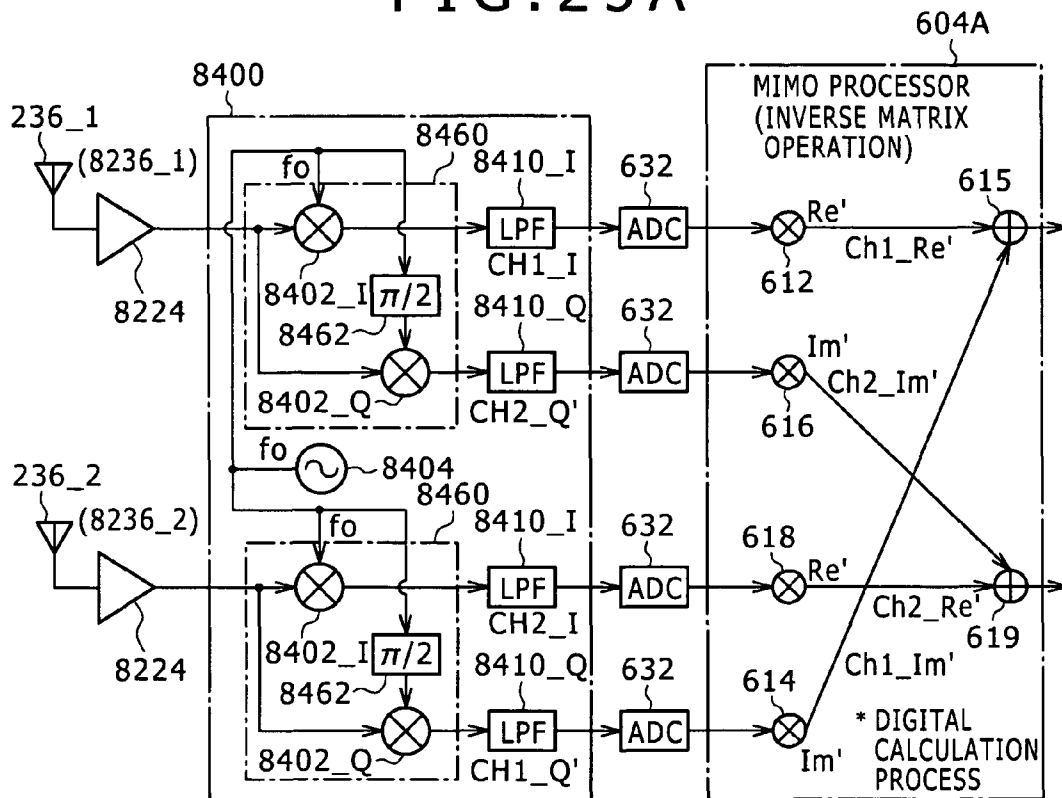 FIG.25A
604A
8400
MIMO PROCESSOR
(INVERSE MATRIX
OPERATION)
236_1
(8236_1)
8460
8410_I
632
615
fo
LPF
ADC
Re'
Ch1_Re'
CH1_I
612
8402_I
π/2
8462
8410_Q
632
8224
LPF
ADC
Im'
Ch2_Im'
8402_Q
CH2_Q'
616
fo
8404
236_2
(8236_2)
8460
8410_I
632
618
fo
LPF
ADC
Re'
Ch2_Re'
CH2_I
619
8402_I
π/2
8462
8410_Q
632
614
Ch1_Im'
8224
LPF
ADC
Im'
8402_Q
CH1_Q'
* DIGITAL
CALCULATION
PROCESS